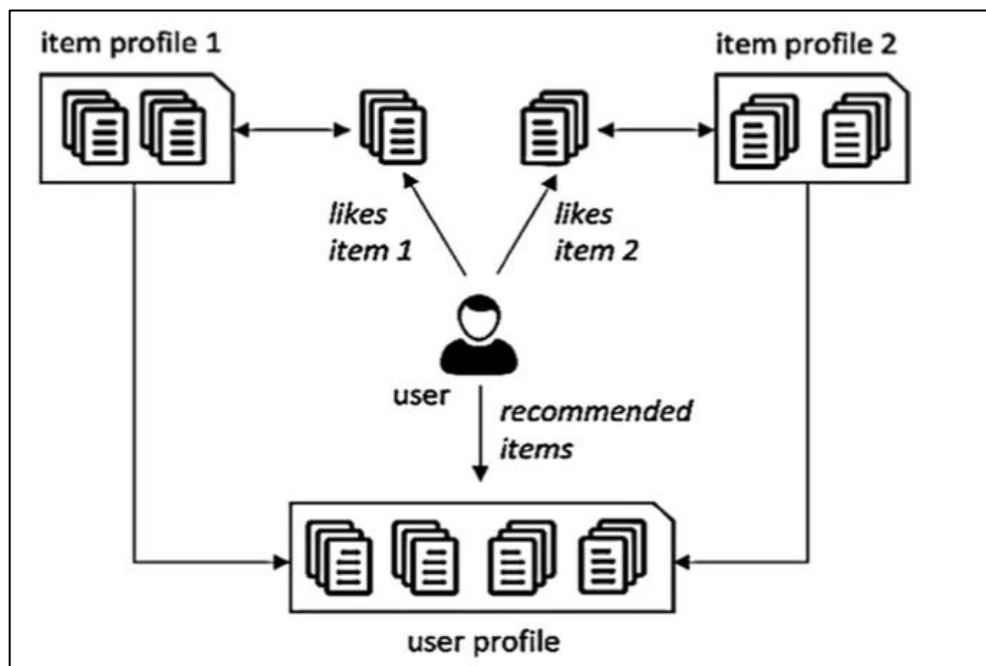 item profile 1
item profile 2
likes
item 1
likes
item 2
user
recommended
items
user profile